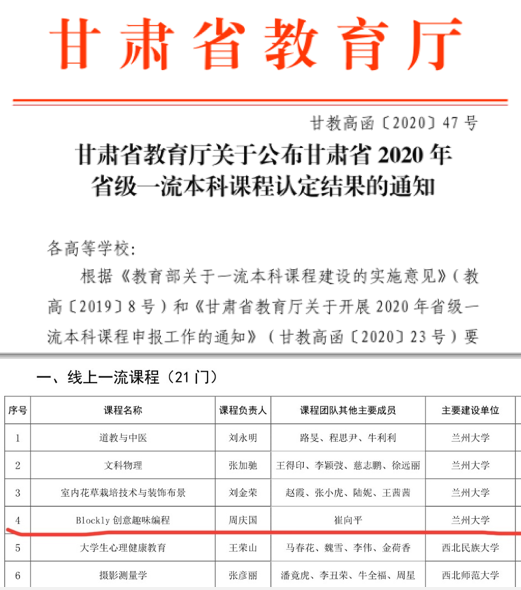 甘肃省教育厅
甘教高函〔2020〕47 号
甘肃省教育厅关于公布甘肃省 2020 年
省级一流本科课程认定结果的通知
各高等学校:
根据《教育部关于一流本科课程建设的实施意见》(教
高〔2019〕8 号)和《甘肃省教育厅关于开展 2020 年省级一
流本科课程申报工作的通知》(甘教高函〔2020〕23 号)要
一、线上一流课程(21 门)
序号 课程名称 课程负责人 课程团队其他主要成员 主要建设单位
1 道教与中医 刘永明 路旻、程思尹、牛利利 兰州大学
2 文科物理 张加驰 王得印、李颖弢、慈志鹏、徐远丽 兰州大学
3 室内花草栽培技术与装饰布景 刘金荣 赵霞、张小虎、陆妮、王茜茜 兰州大学
4 Blockly 创意趣味编程 周庆国 崔向平 兰州大学
5 大学生心理健康教育 王荣山 马春花、魏雪、李伟、金荷香 西北民族大学
6 摄影测量学 张彦丽 潘竟虎、李丑荣、牛全福、周星 西北师范大学